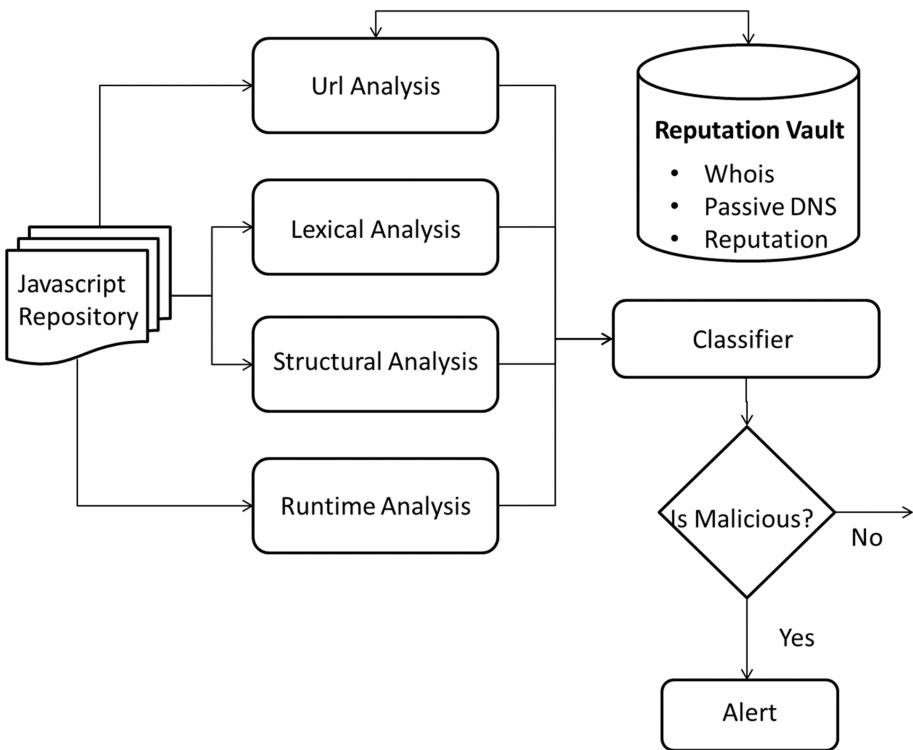 Url Analysis
Reputation Vault
• Whois
• Passive DNS
• Reputation
Lexical Analysis
Javascript
Repository
Structural Analysis
Classifier
Runtime Analysis
Is Malicious?
No
Yes
Alert